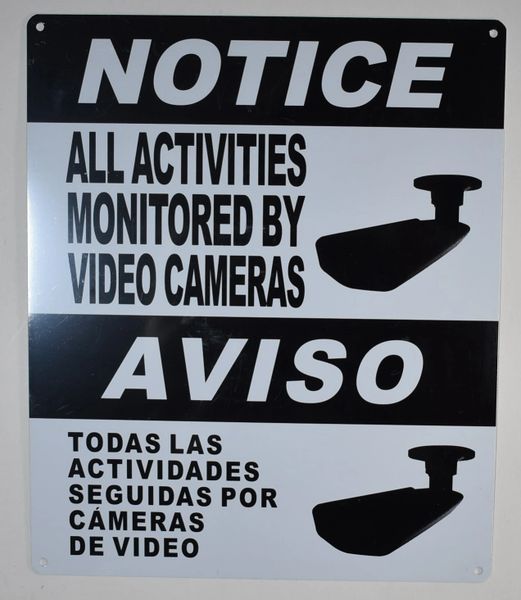 NOTICE
ALL ACTIVITIES
MONITORED BY
VIDEO CAMERAS
AVISO
TODAS LAS
ACTIVIDADES
SEGUIDAS POR
CÁMERAS
DE VIDEO